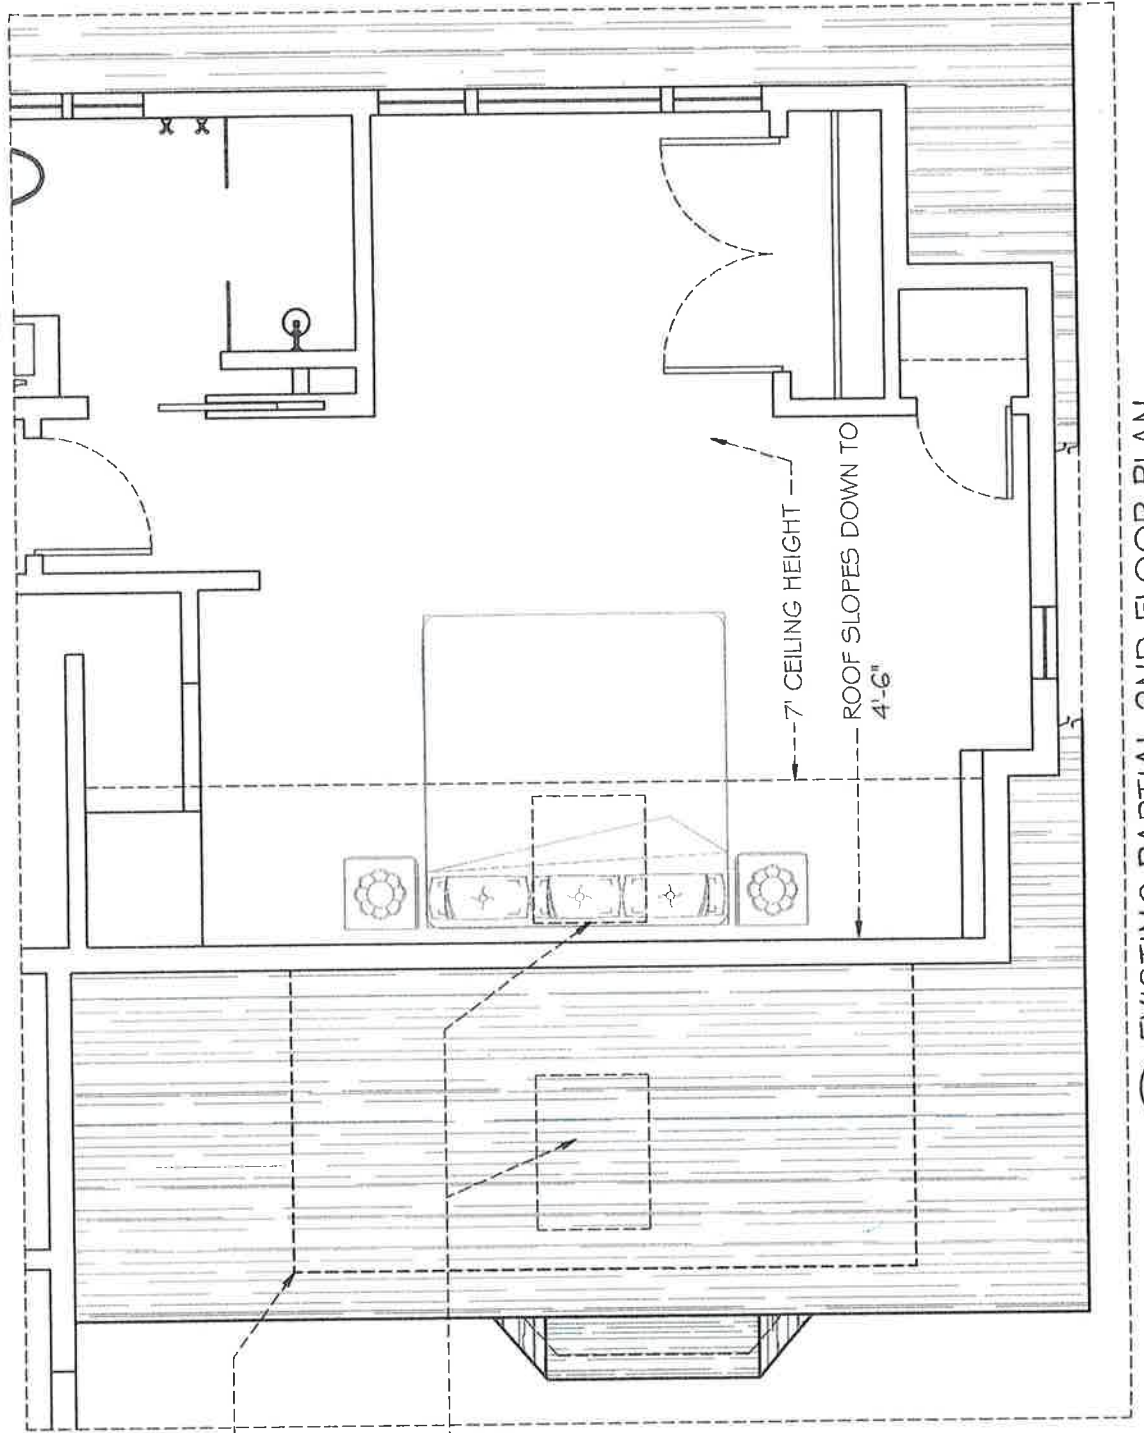 7' CEILING HEIGHT
ROOF SLOPES DOWN TO
4'-6"
EXISTING PARTIAL 2ND FLOOR PLAN